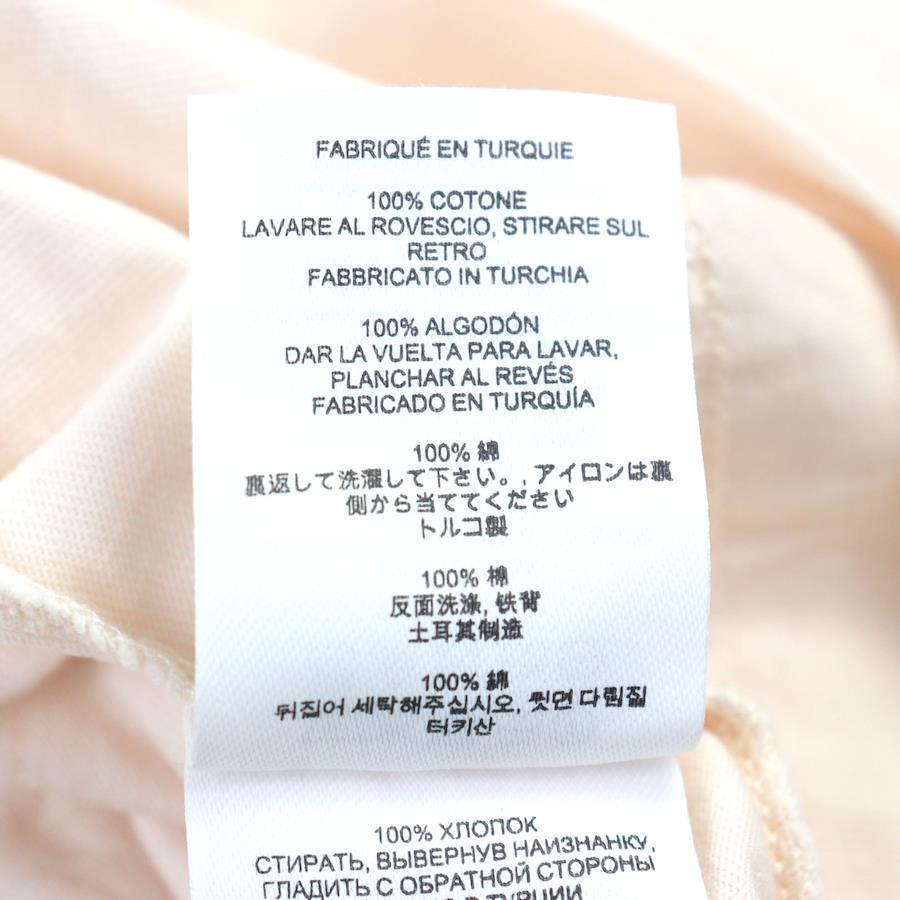 FABRIQUÉ EN TURQUIE
100% COTONE
LAVARE AL ROVESCIO, STIRARE SUL
RETRO
FABBRICATO IN TURCHIA
100% ALGODÓN
DAR LA VUELTA PARA LAVAR,
PLANCHAR AL REVÉS
FABRICADO EN TURQUÍA
100% 綿
裏返して洗濯して下さい。, アイロンは裏
側から当ててください
トルコ製
100% 棉
反面洗涤, 铁背
土耳其制造
100% 綿
뒤집어 세탁해주십시오, 뒷면 다림질
터키산
100% ХЛОПОК
СТИРАТЬ, ВЫВЕРНУВ НАИЗНАНКУ,
ГЛАДИТЬ С ОБРАТНОЙ СТОРОНЫ
В ТУРЦИИ